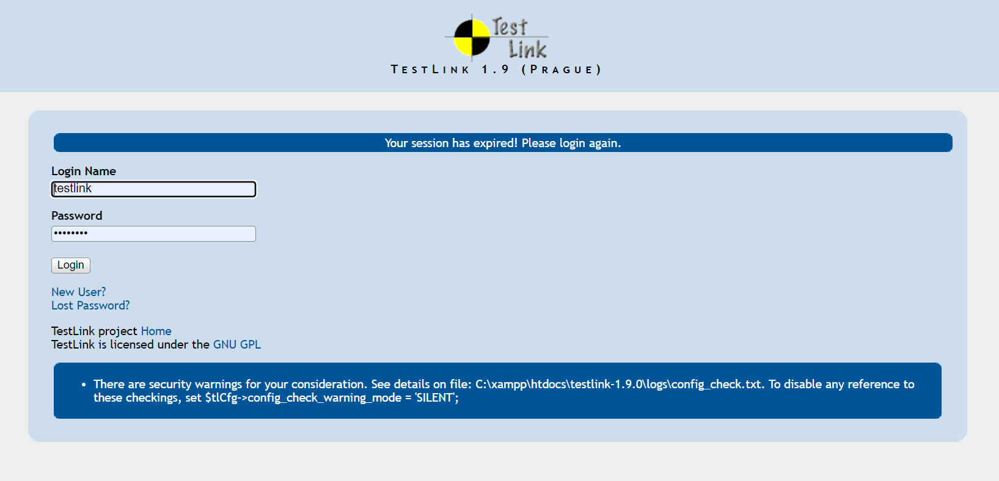 Test
Link
TestLink 1.9 (Prague)
Your session has expired! Please login again.
Login Name
testlink
Password
••••••••
Login
New User?
Lost Password?
TestLink project Home
TestLink is licensed under the GNU GPL
• There are security warnings for your consideration. See details on file: C:\xampp\htdocs\testlink-1.9.0\logs\config_check.txt. To disable any reference to
these checkings, set $tlCfg->config_check_warning_mode = 'SILENT';